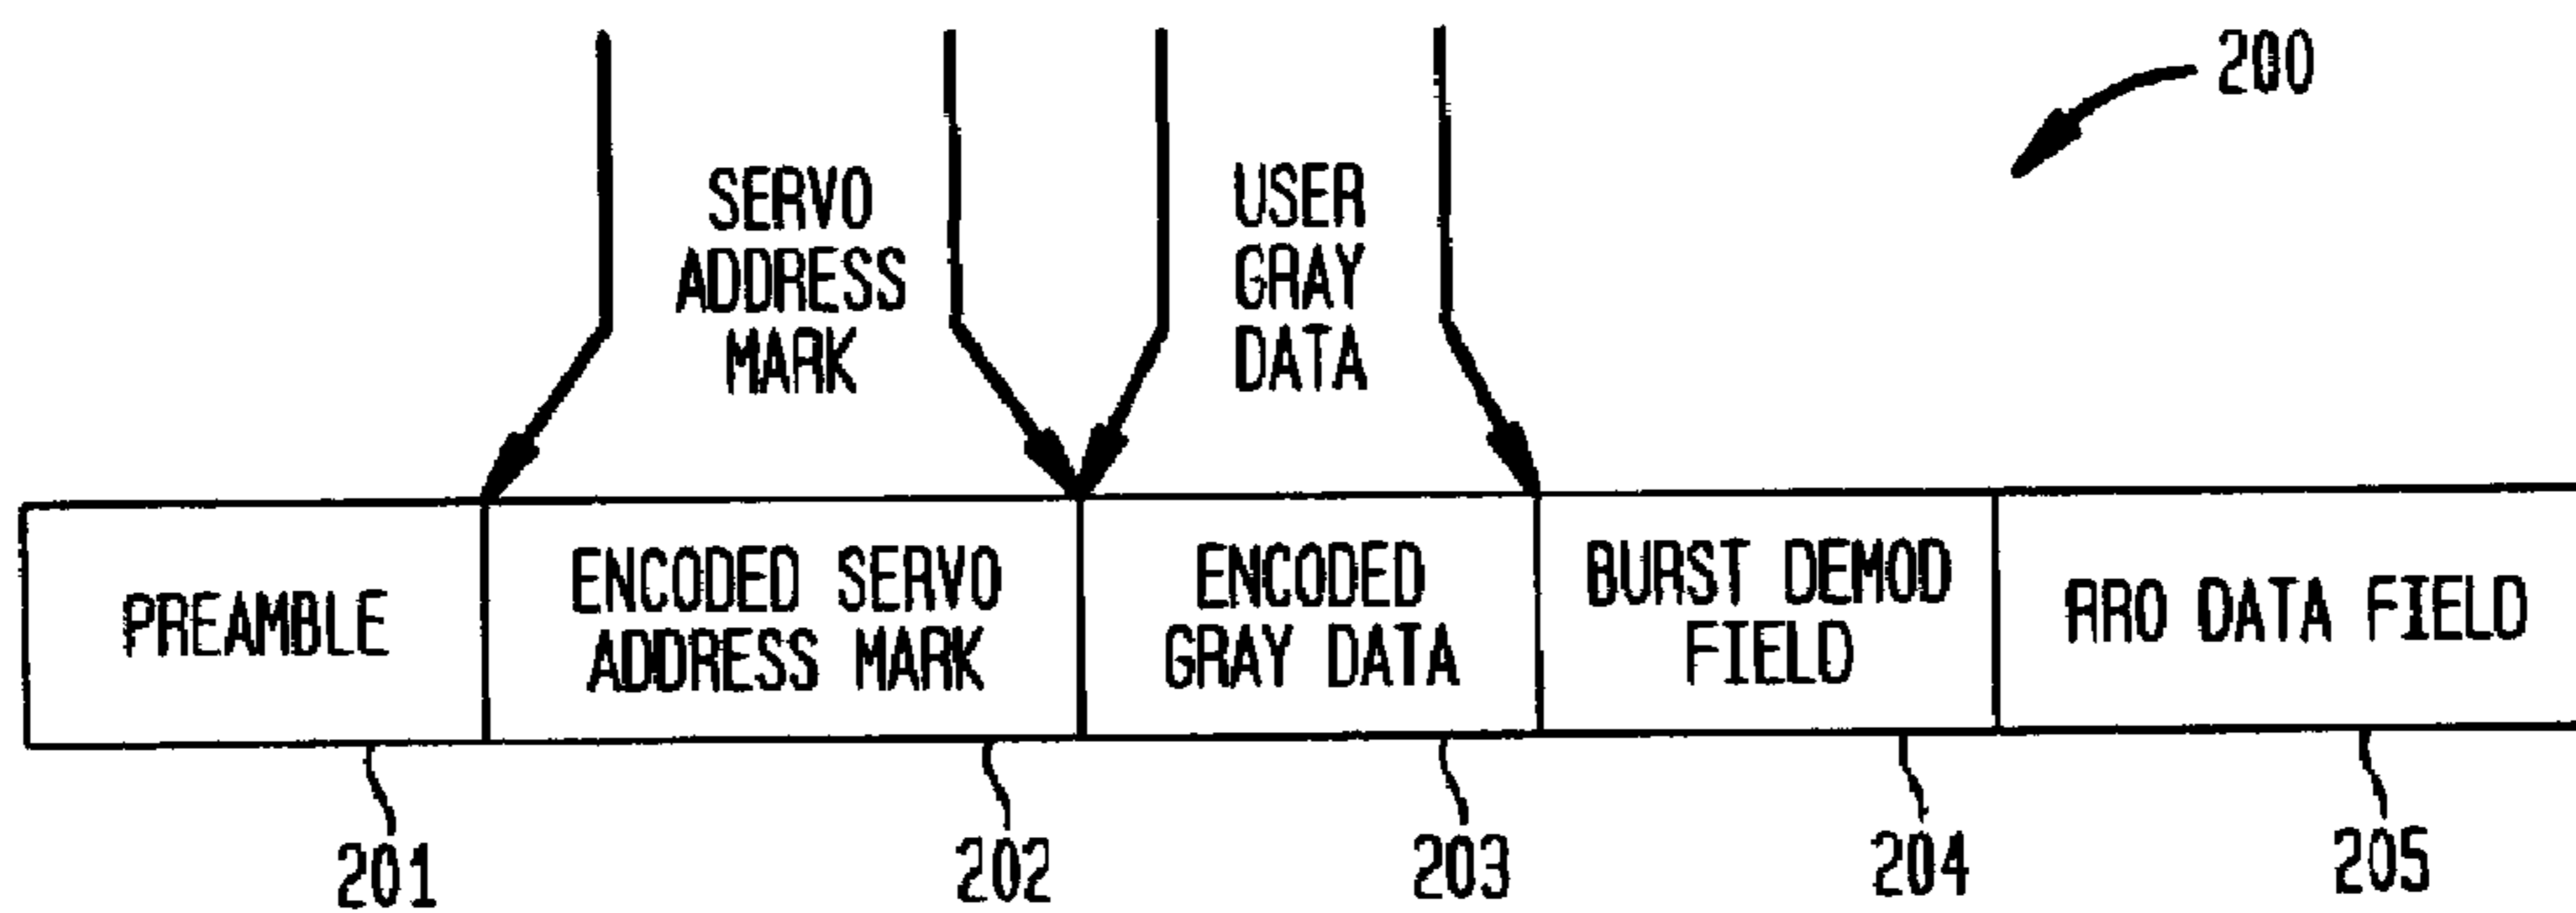 200
SERVO
ADDRESS
MARK
USER
GRAY
DATA
PREAMBLE
ENCODED SERVO
ADDRESS MARK
ENCODED
GRAY DATA
BURST DEMOD
FIELD
RRO DATA FIELD
201
202
203
204
205